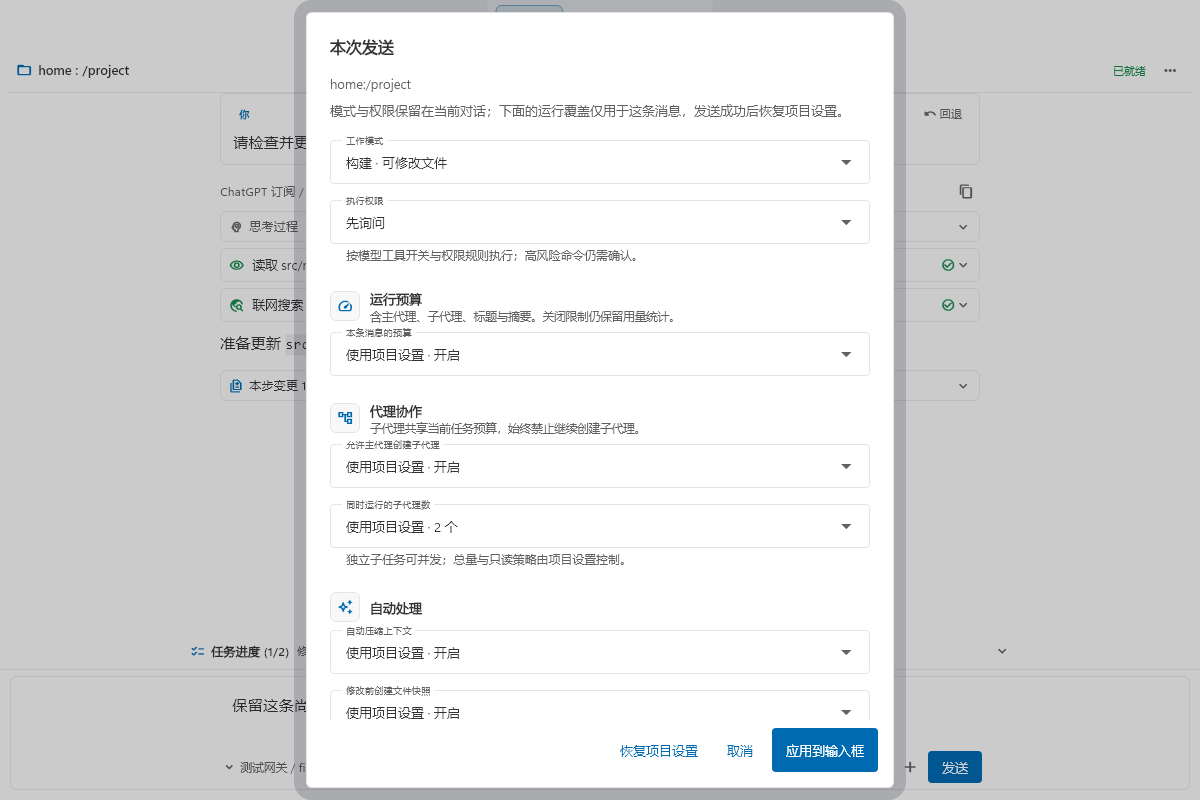 home : /project
已就绪
你
回退
请检查并更
ChatGPT 订阅 /
思考过程
读取 src/
联网搜索
准备更新 src
本步变更 1
任务进度 (1/2)
保留这条尚
测试网关 / fi
发送
本次发送
home:/project
模式与权限保留在当前对话；下面的运行覆盖仅用于这条消息，发送成功后恢复项目设置。
工作模式
构建 · 可修改文件
执行权限
先询问
按模型工具开关与权限规则执行；高风险命令仍需确认。
运行预算
含主代理、子代理、标题与摘要。关闭限制仍保留用量统计。
本条消息的预算
使用项目设置 · 开启
代理协作
子代理共享当前任务预算，始终禁止继续创建子代理。
允许主代理创建子代理
使用项目设置 · 开启
同时运行的子代理数
使用项目设置 · 2 个
独立子任务可并发；总量与只读策略由项目设置控制。
自动处理
自动压缩上下文
使用项目设置 · 开启
修改前创建文件快照
使用项目设置 · 开启
恢复项目设置
取消
应用到输入框